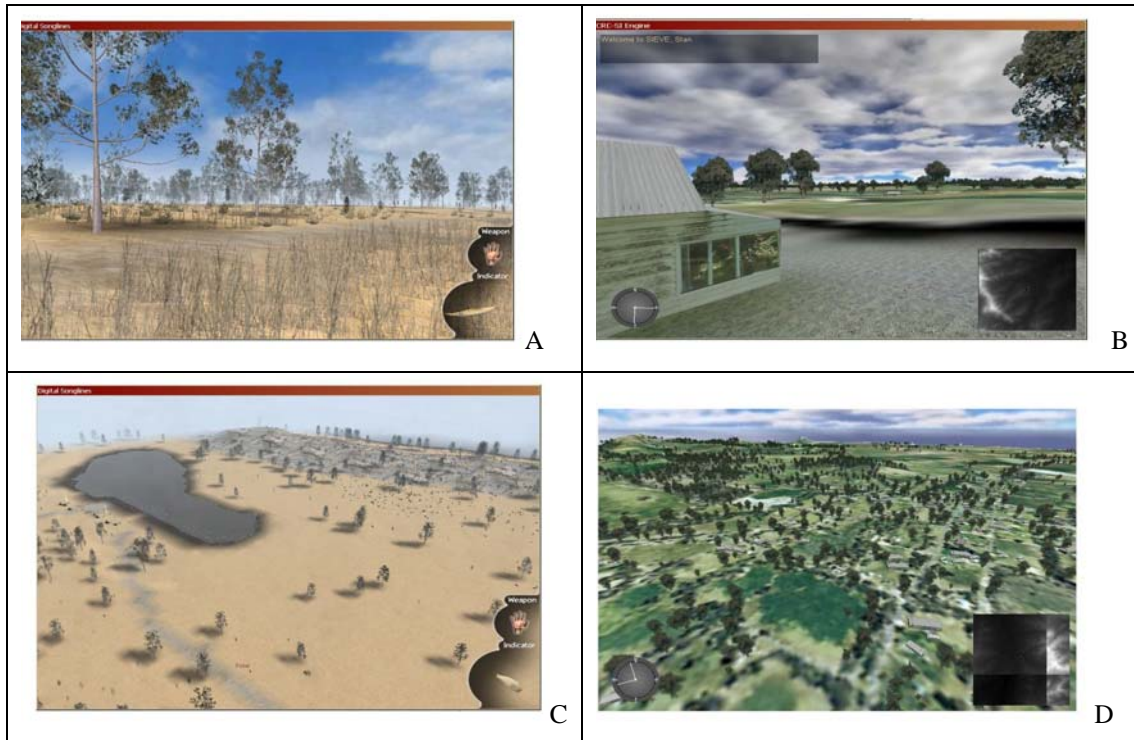 Digital Songlines
Weapon
Indicator
A
CRC-SI Engine
Welcome to SIEVE, Stan
B
Digital Songlines
Weapon
Indicator
C
D